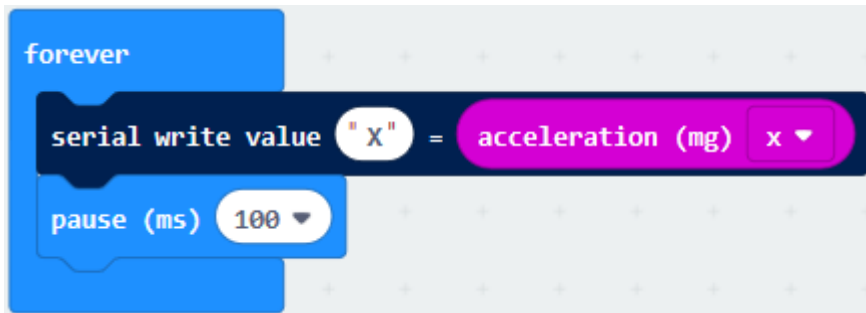 forever
serial write value "X" = acceleration (mg) x
pause (ms) 100